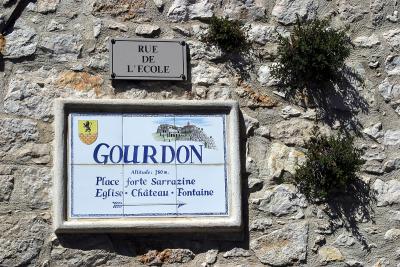 RUE DE
L'ECOLE
GOURDON
Altitude: 760 m.
Place forte Sarrazine
Eglise · Château · Fontaine